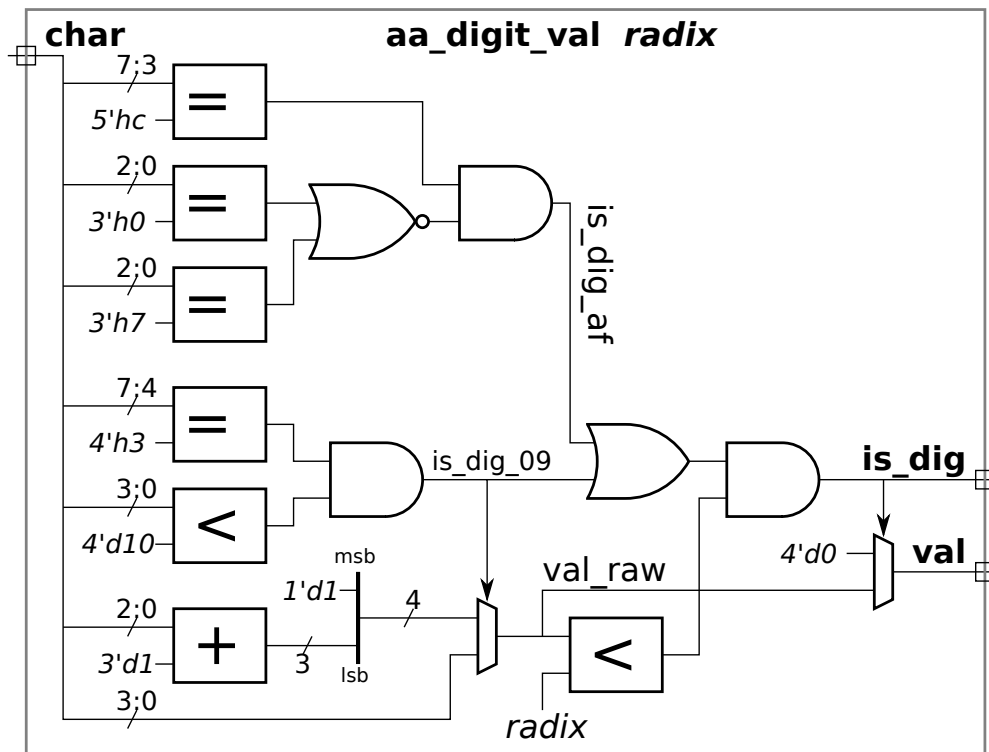 char
aa_digit_val radix
7:3
5'hc
=
2:0
3'h0
=
2:0
3'h7
=
is_dig_af
7:4
4'h3
=
3:0
4'd10
<
is_dig_09
is_dig
4'd0
val
val_raw
msb
1'd1
4
2:0
3'd1
+
3
lsb
<
3:0
radix